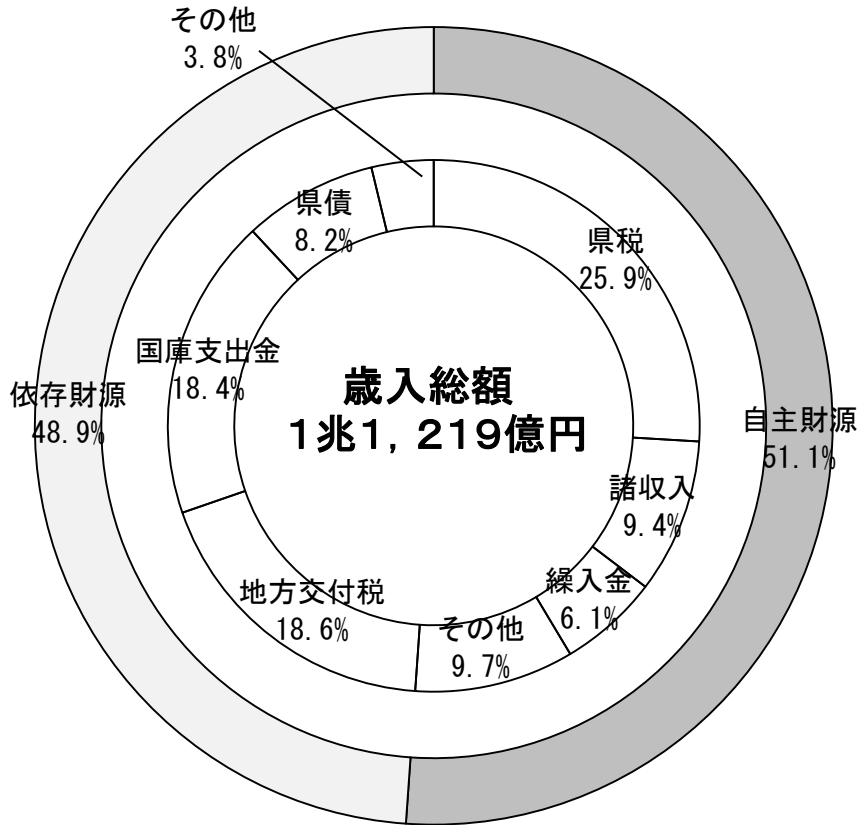 その他
3.8%
県債
8.2%
県税
25.9%
国庫支出金
18.4%
歳入総額
1兆1,219億円
依存財源
48.9%
自主財源
51.1%
諸収入
9.4%
繰入金
6.1%
地方交付税
18.6%
その他
9.7%